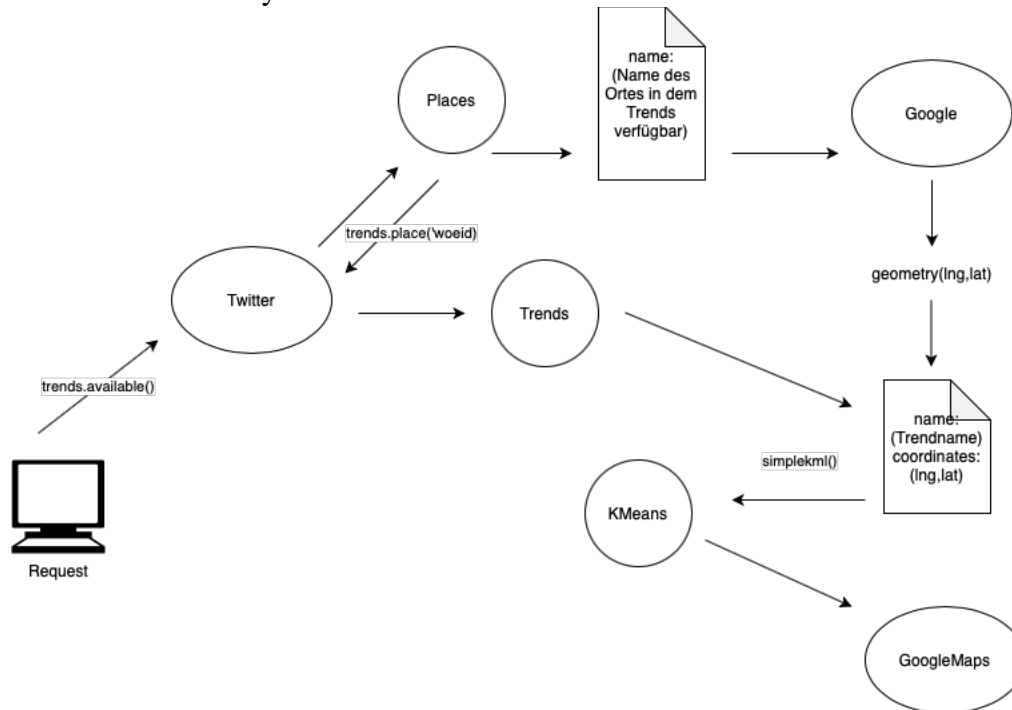 y
name:
(Name des
Ortes in dem
Trends
verfügbar)
Places
Google
trends.place('woeid)
geometry(lng,lat)
Twitter
Trends
trends.available()
name:
(Trendname)
coordinates:
(lng,lat)
simplekml()
KMeans
Request
GoogleMaps